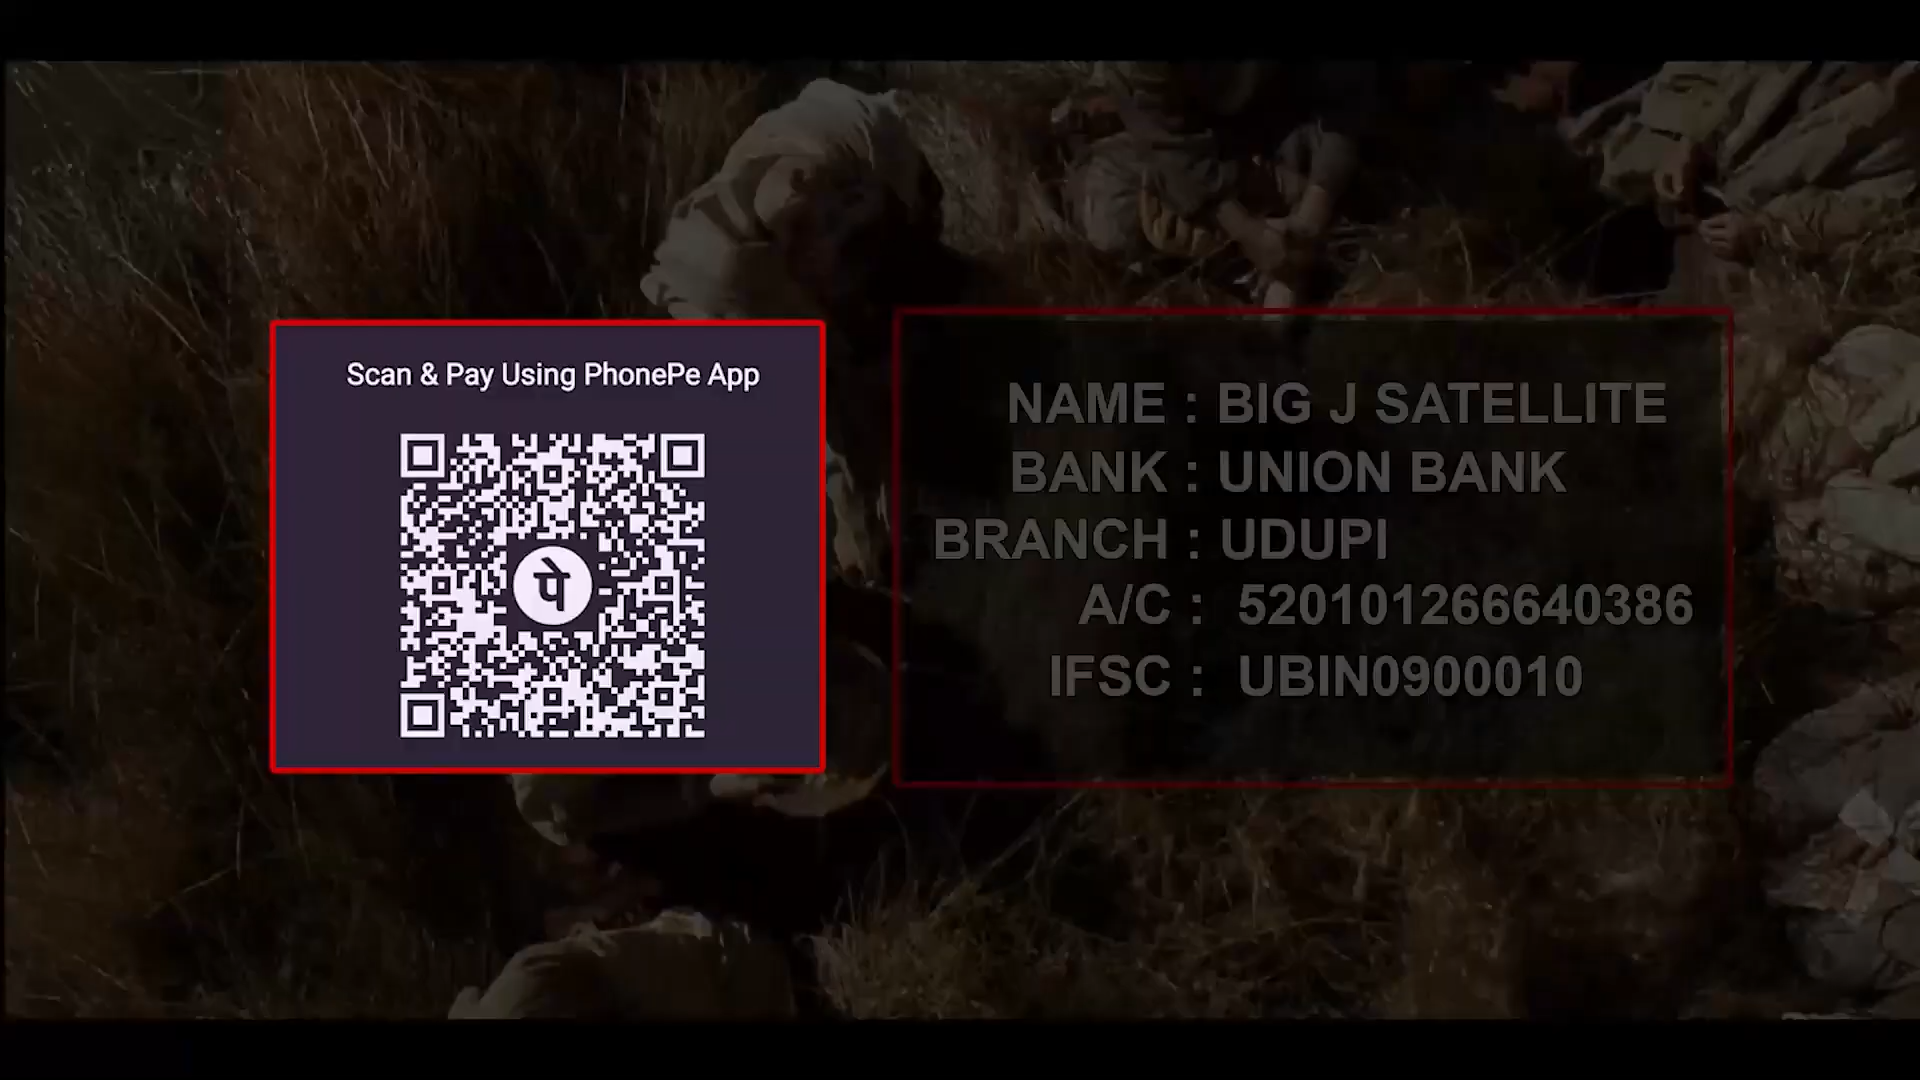 Scan & Pay Using PhonePe App
पे
NAME : BIG J SATELLITE
BANK : UNION BANK
BRANCH : UDUPI
A/C : 520101266640386
IFSC : UBIN0900010